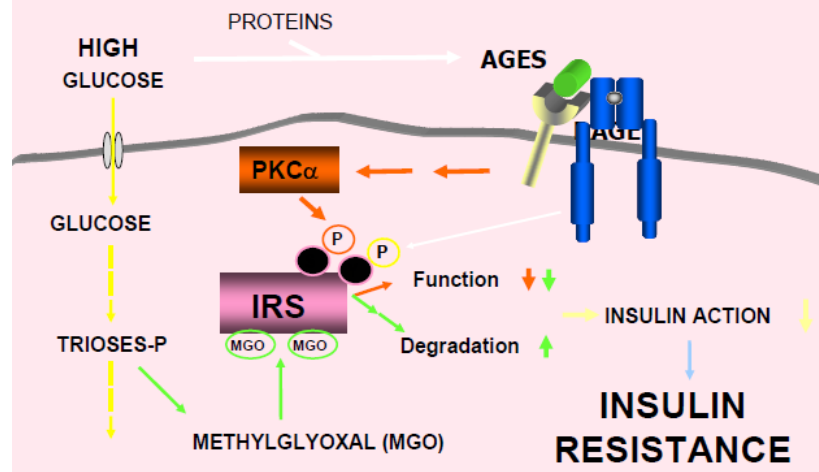 PROTEINS
HIGH
GLUCOSE
AGES
AGE
PKCα
GLUCOSE
P
P
Function
IRS
INSULIN ACTION
TRIOSES-P
MGO
MGO
Degradation
INSULIN
RESISTANCE
METHYLGLYOXAL (MGO)